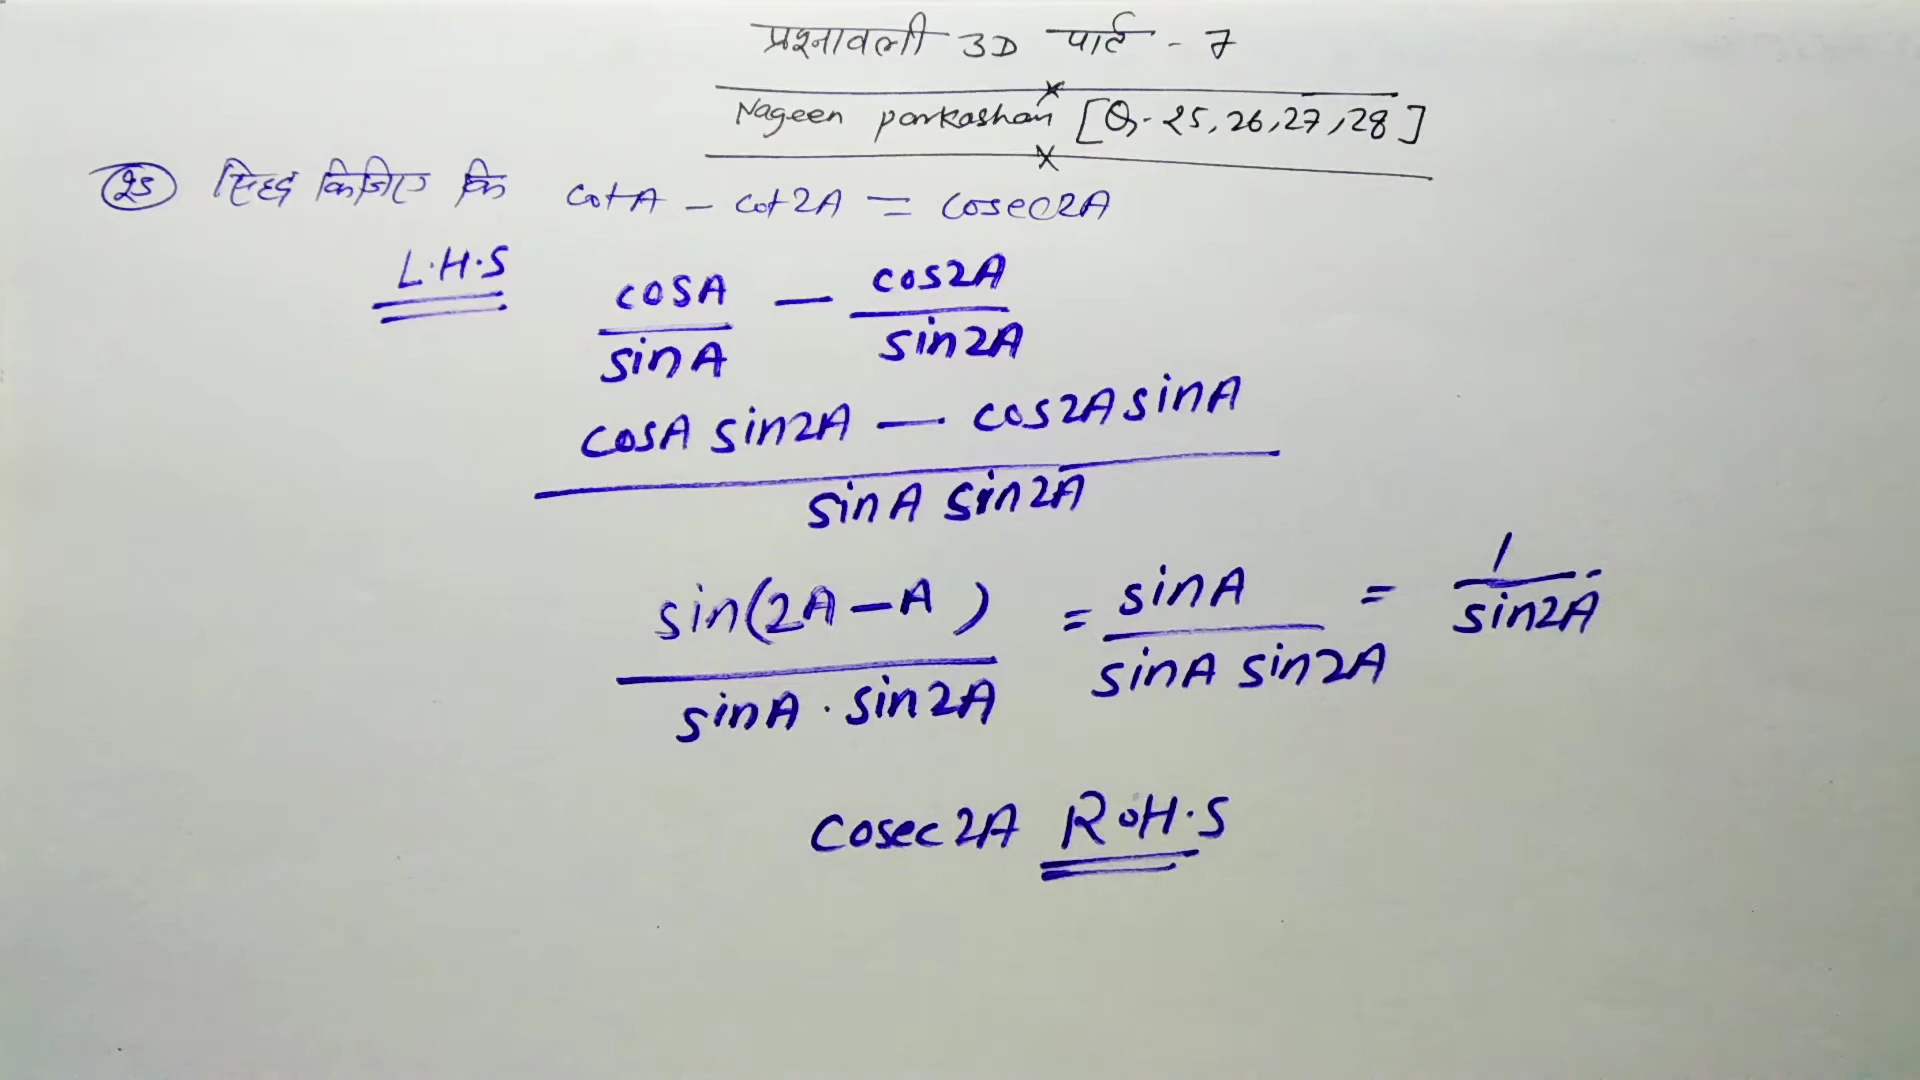 प्रश्नावली 3D पार्ट - 7
Nageen parkashan [Q.- 25, 26, 27, 28]
25 सिद्ध किजिए कि cotA - cot2A = cosec2A
L.H.S cosA / sinA - cos2A / sin2A
cosA sin2A - cos2A sinA / sinA sin2A
sin(2A - A) / sinA . sin2A = sinA / sinA sin2A = 1 / sin2A
cosec2A R.H.S